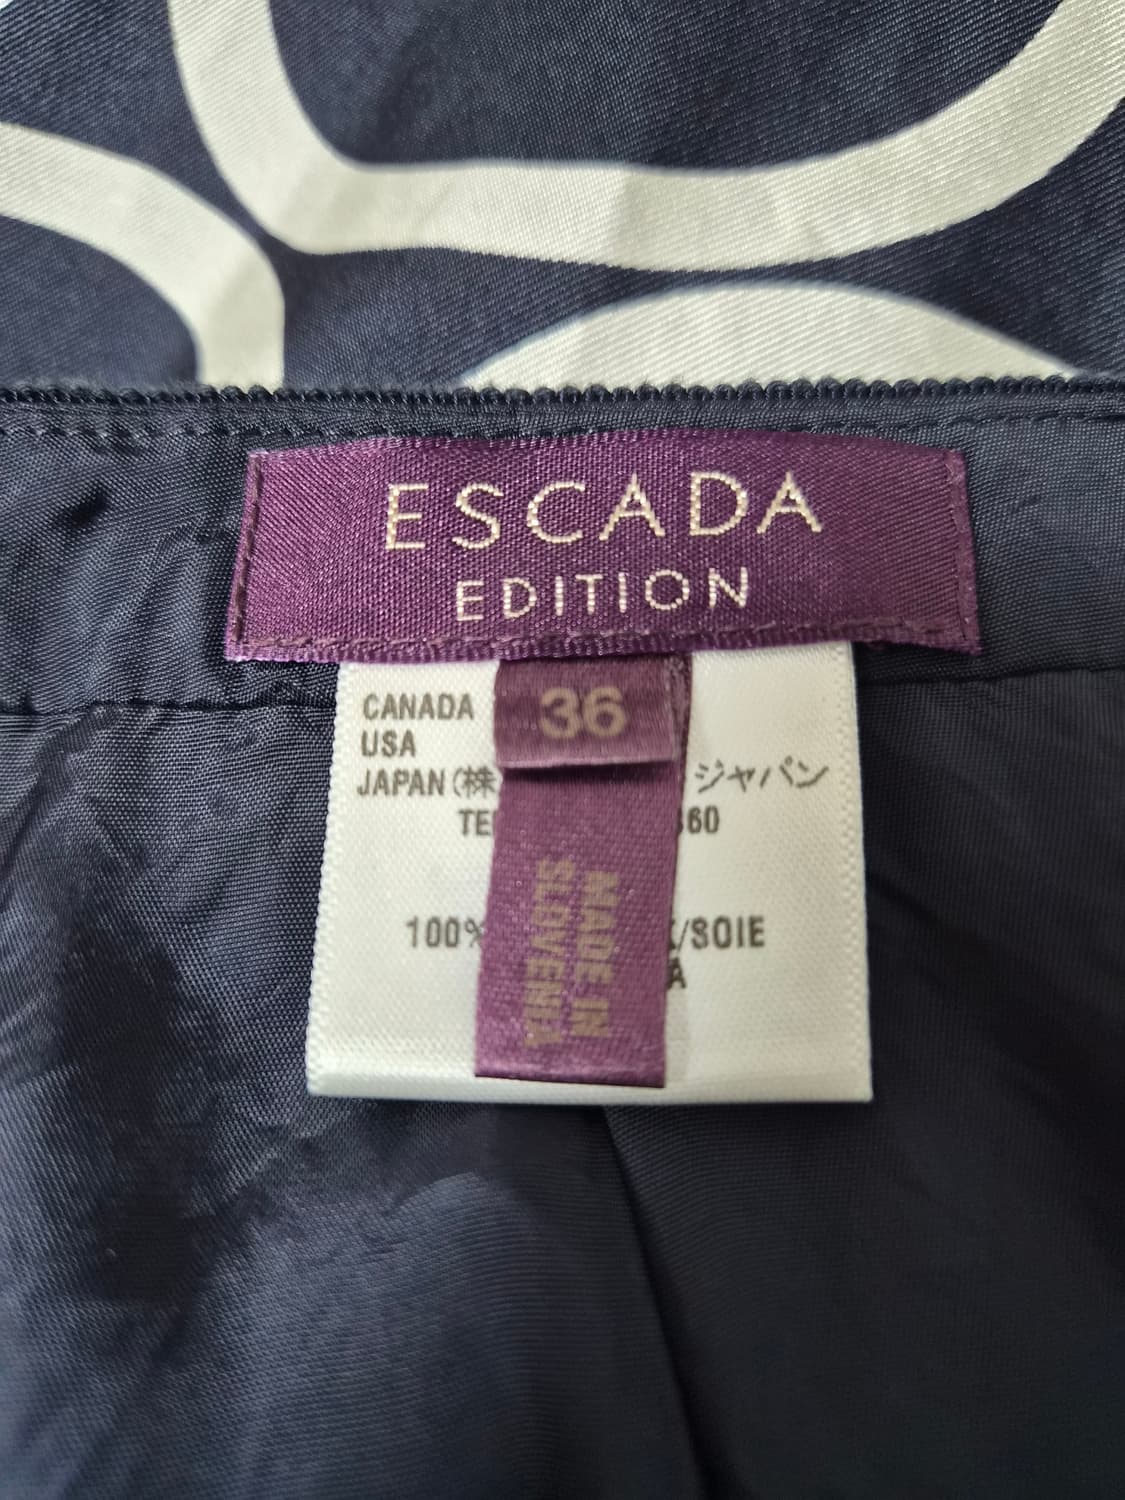 ESCADA
EDITION
36
CANADA
USA
JAPAN (株 ジャパン
TE 360
100% /SOIE
A
MADE IN
SLOVENIA